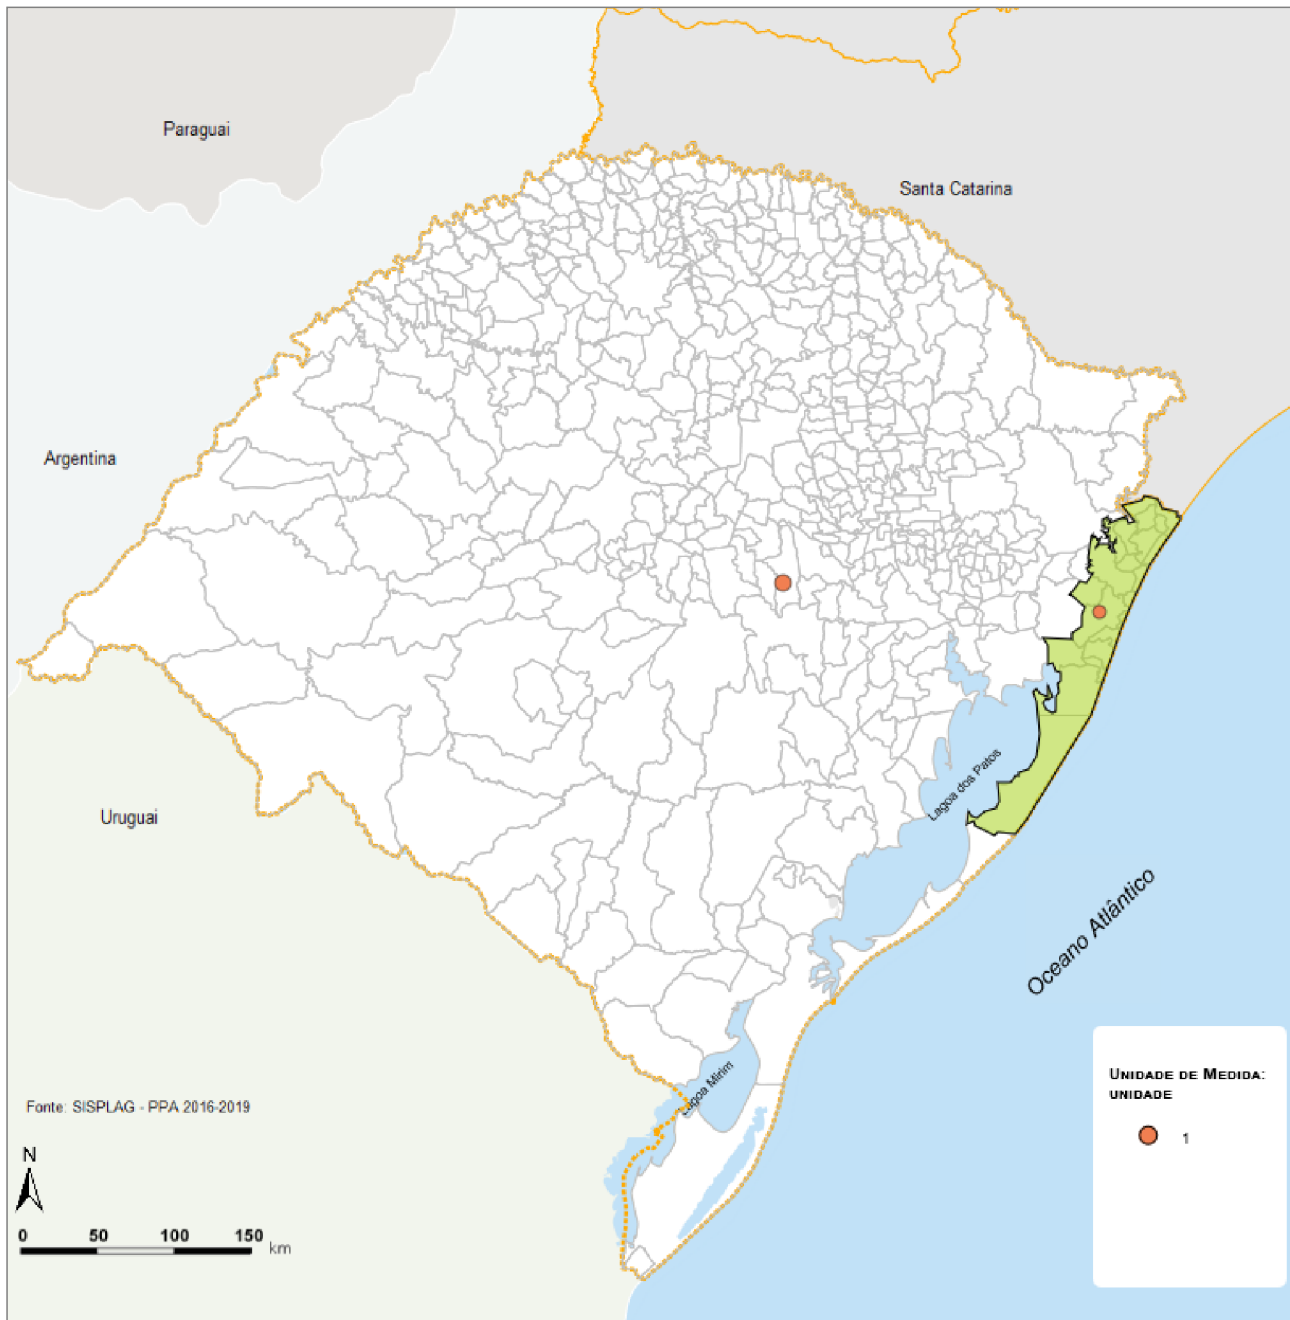 Paraguai
Santa Catarina
Argentina
Uruguai
Lagoa dos Patos
Oceano Atlântico
Lagoa Mirim
Fonte: SISPLAG - PPA 2016-2019
N
0 50 100 150 km
UNIDADE DE MEDIDA:
UNIDADE
1